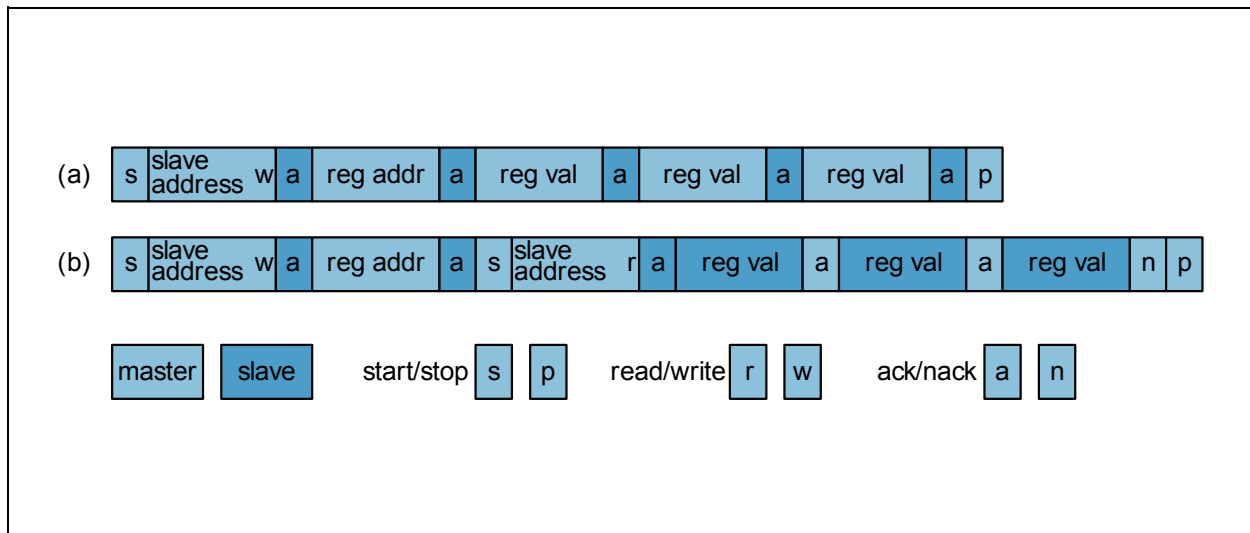 (a) s slave address w a reg addr a reg val a reg val a reg val a p
(b) s slave address w a reg addr a s slave address r a reg val a reg val a reg val n p
master slave start/stop s p read/write r w ack/nack a n